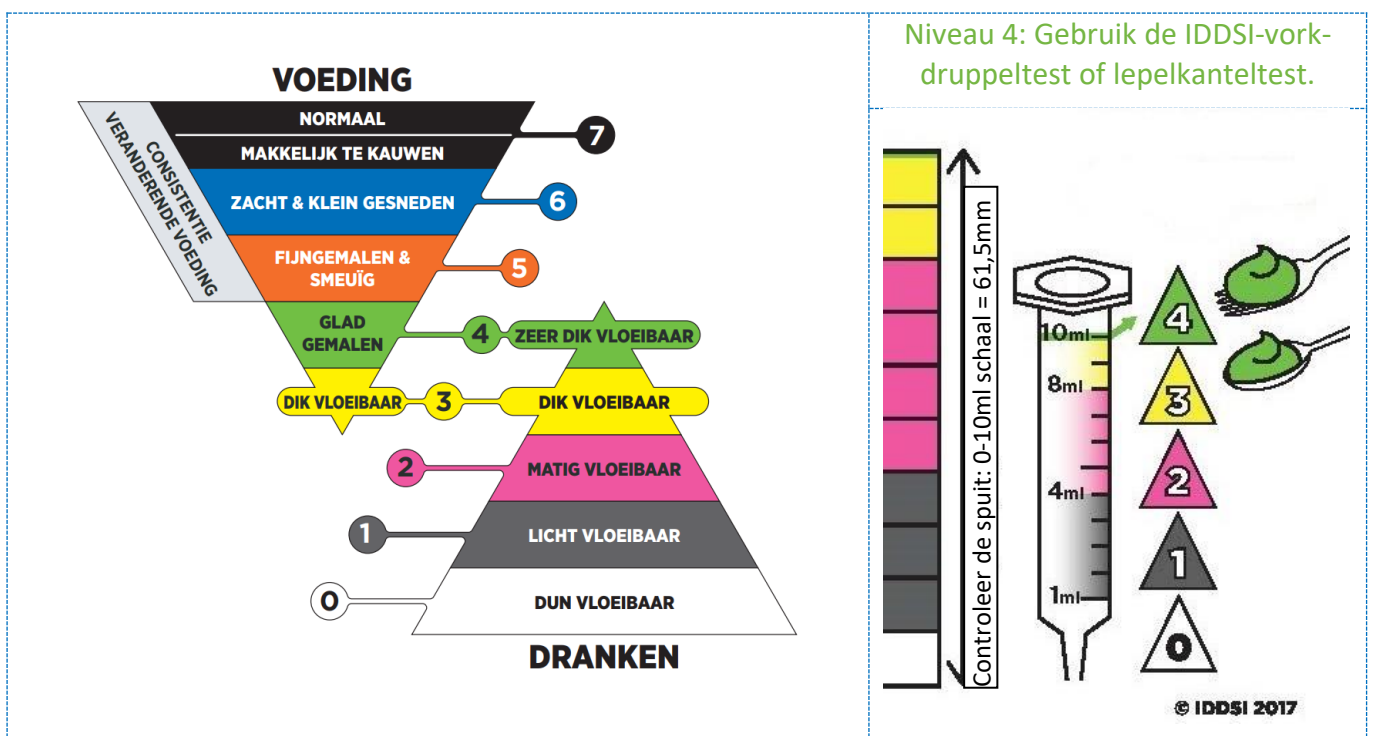 VOEDING
NORMAAL
MAKKELIJK TE KAUWEN
7
CONSISTENTIE
VERANDERENDE VOEDING
ZACHT & KLEIN GESNEDEN
6
FIJNGEMALEN &
SMEUÏG
5
GLAD
GEMALEN
4
ZEER DIK VLOEIBAAR
DIK VLOEIBAAR
3
DIK VLOEIBAAR
2
MATIG VLOEIBAAR
1
LICHT VLOEIBAAR
0
DUN VLOEIBAAR
DRANKEN
Niveau 4: Gebruik de IDDSI-vork-
druppeltest of lepelkanteltest.
Controleer de spuit: 0-10ml schaal = 61,5mm
10ml
8ml
4ml
1ml
4
3
2
1
0
© IDDSI 2017